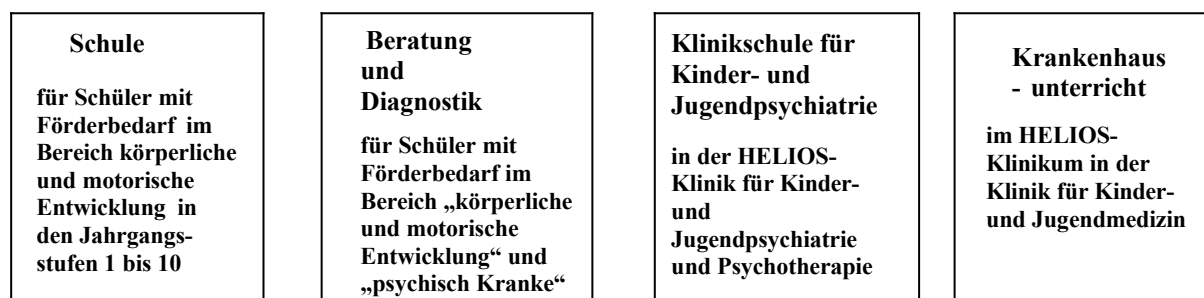 Schule
für Schüler mit
Förderbedarf im
Bereich körperliche
und motorische
Entwicklung in
den Jahrgangs-
stufen 1 bis 10
Beratung
und
Diagnostik
für Schüler mit
Förderbedarf im
Bereich „körperliche
und motorische
Entwicklung“ und
„psychisch Kranke“
Klinikschule für
Kinder- und
Jugendpsychiatrie
in der HELIOS-
Klinik für Kinder-
und
Jugendpsychiatrie
und Psychotherapie
Krankenhaus
- unterricht
im HELIOS-
Klinikum in der
Klinik für Kinder-
und Jugendmedizin